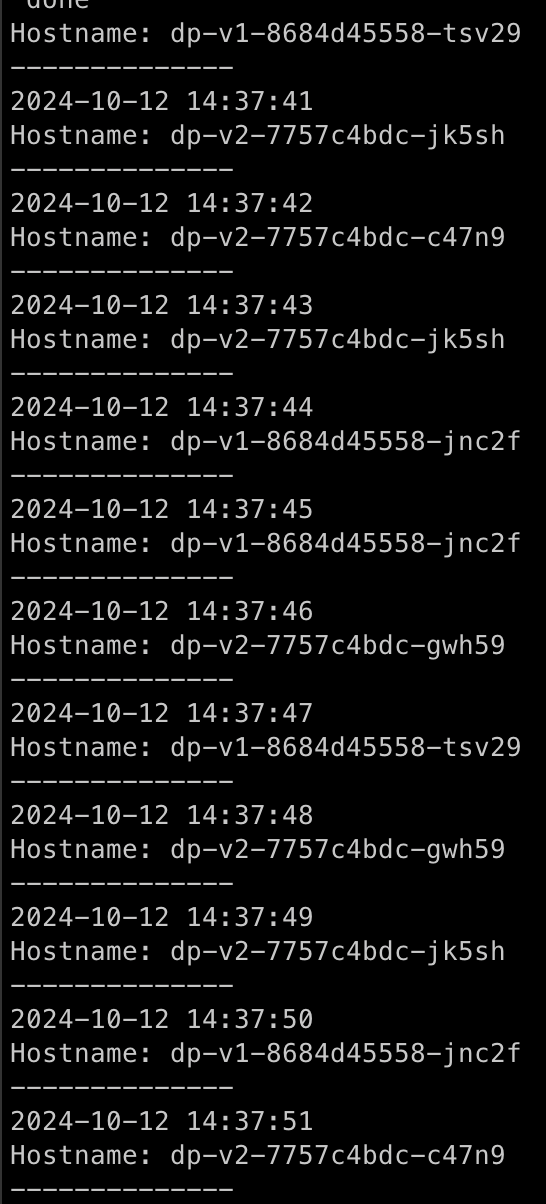 done
Hostname: dp-v1-8684d45558-tsv29
--------------
2024-10-12 14:37:41
Hostname: dp-v2-7757c4bdc-jk5sh
--------------
2024-10-12 14:37:42
Hostname: dp-v2-7757c4bdc-c47n9
--------------
2024-10-12 14:37:43
Hostname: dp-v2-7757c4bdc-jk5sh
--------------
2024-10-12 14:37:44
Hostname: dp-v1-8684d45558-jnc2f
--------------
2024-10-12 14:37:45
Hostname: dp-v1-8684d45558-jnc2f
--------------
2024-10-12 14:37:46
Hostname: dp-v2-7757c4bdc-gwh59
--------------
2024-10-12 14:37:47
Hostname: dp-v1-8684d45558-tsv29
--------------
2024-10-12 14:37:48
Hostname: dp-v2-7757c4bdc-gwh59
--------------
2024-10-12 14:37:49
Hostname: dp-v2-7757c4bdc-jk5sh
--------------
2024-10-12 14:37:50
Hostname: dp-v1-8684d45558-jnc2f
--------------
2024-10-12 14:37:51
Hostname: dp-v2-7757c4bdc-c47n9
--------------